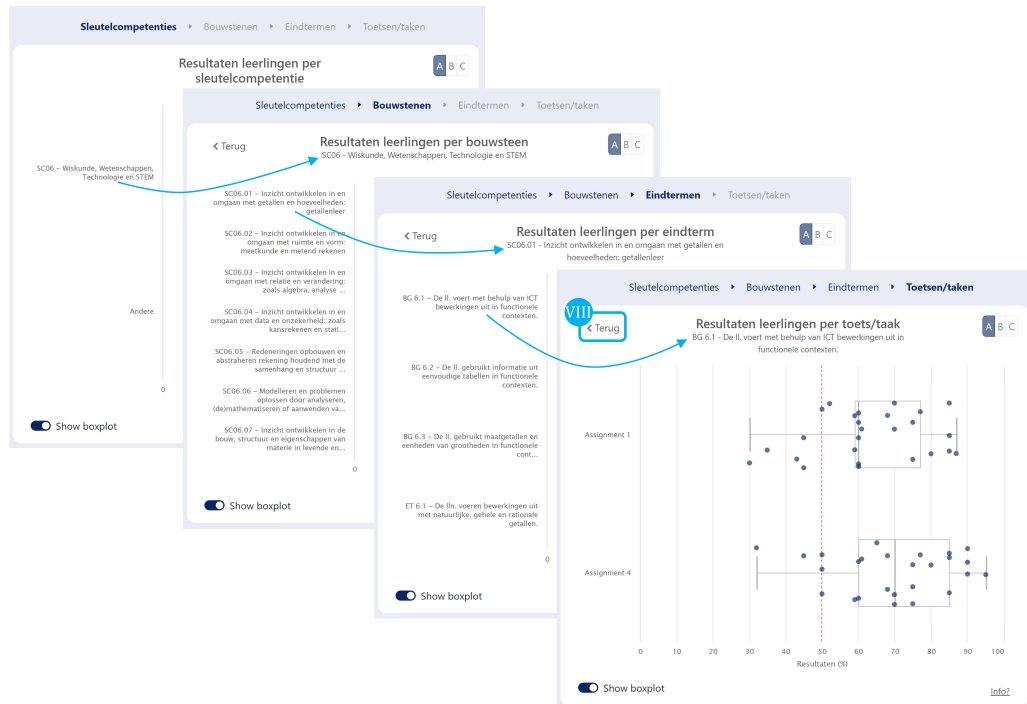 Sleutelcompetenties ▸ Bouwstenen ▸ Eindtermen ▸ Toetsen/taken
Resultaten leerlingen per
sleutelcompetentie
A B C
SC06 – Wiskunde, Wetenschappen,
Technologie en STEM
Andere
0
Show boxplot
Sleutelcompetenties ▸ Bouwstenen ▸ Eindtermen ▸ Toetsen/taken
Terug
Resultaten leerlingen per bouwsteen
SC06 - Wiskunde, Wetenschappen, Technologie en STEM
A B C
SC06.01 – Inzicht ontwikkelen in en
omgaan met getallen en hoeveelheden:
getallenleer
SC06.02 – Inzicht ontwikkelen in en
omgaan met ruimte en vorm:
meetkunde en metend rekenen
SC06.03 – Inzicht ontwikkelen in en
omgaan met relatie en verandering:
zoals algebra, analyse ...
SC06.04 – Inzicht ontwikkelen in en
omgaan met data en onzekerheid: zoals
kansrekenen en stati...
SC06.05 – Redeneringen opbouwen en
abstraheren rekening houdend met de
samenhang en structuur ...
SC06.06 – Modelleren en problemen
oplossen door analyseren,
(de)mathematiseren of aanwenden va...
SC06.07 – Inzicht ontwikkelen in de
bouw, structuur en eigenschappen van
materie in levende en...
0
Show boxplot
Sleutelcompetenties ▸ Bouwstenen ▸ Eindtermen ▸ Toetsen/taken
Terug
Resultaten leerlingen per eindterm
SC06.01 - Inzicht ontwikkelen in en omgaan met getallen en
hoeveelheden: getallenleer
A B C
BG 6.1 – De ll. voert met behulp van ICT
bewerkingen uit in functionele
contexten.
BG 6.2 – De ll. gebruikt informatie uit
eenvoudige tabellen in functionele
contexten.
BG 6.3 – De ll. gebruikt maatgetallen en
eenheden van grootheden in functionele
cont...
ET 6.1 – De lln. voeren bewerkingen uit
met natuurlijke, gehele en rationale
getallen.
0
Show boxplot
Sleutelcompetenties ▸ Bouwstenen ▸ Eindtermen ▸ Toetsen/taken
VIII
Terug
Resultaten leerlingen per toets/taak
BG 6.1 - De ll. voert met behulp van ICT bewerkingen uit in
functionele contexten.
A B C
Assignment 1
Assignment 4
0 10 20 30 40 50 60 70 80 90 100
Resultaten (%)
Show boxplot
Info?